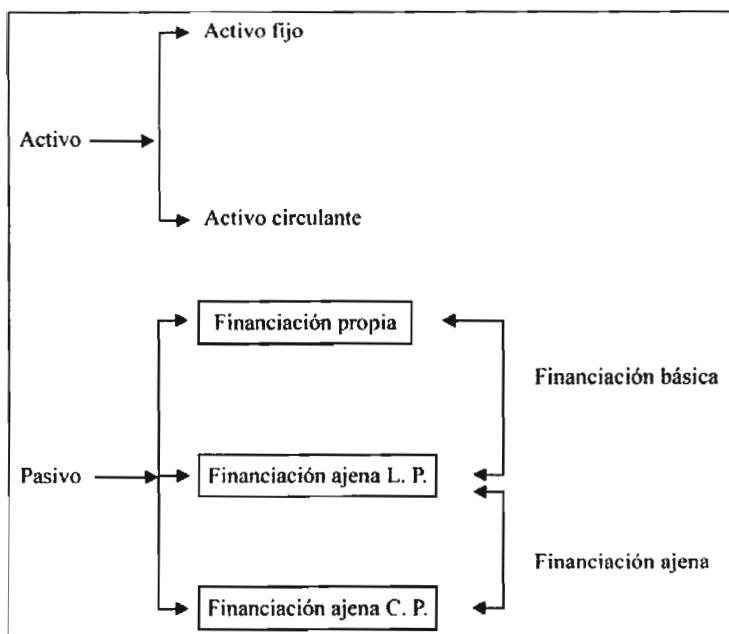 Activo fijo
Activo
Activo circulante
Financiación propia
Financiación básica
Pasivo
Financiación ajena L. P.
Financiación ajena
Financiación ajena C. P.